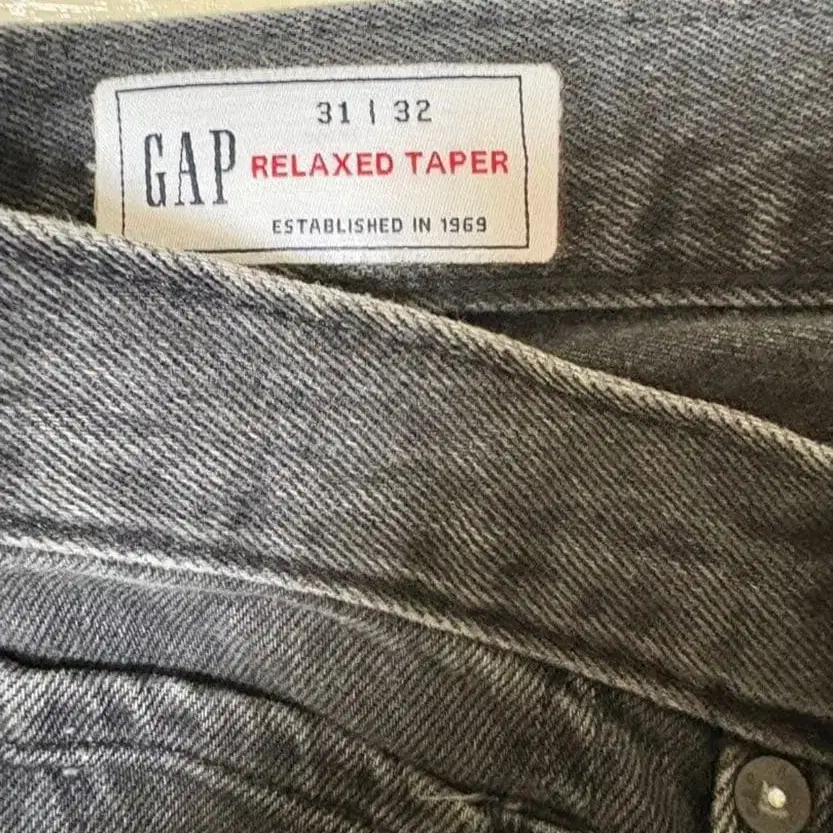 31 | 32
GAP RELAXED TAPER
ESTABLISHED IN 1969